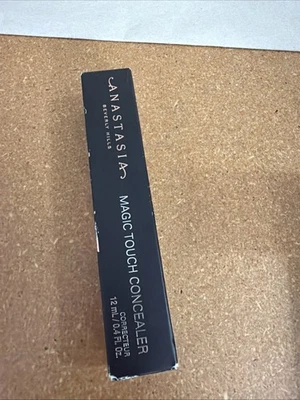 ANASTASIA
BEVERLY HILLS
MAGIC TOUCH CONCEALER
CORRECTEUR
12 mL / 0.4 Fl. Oz.